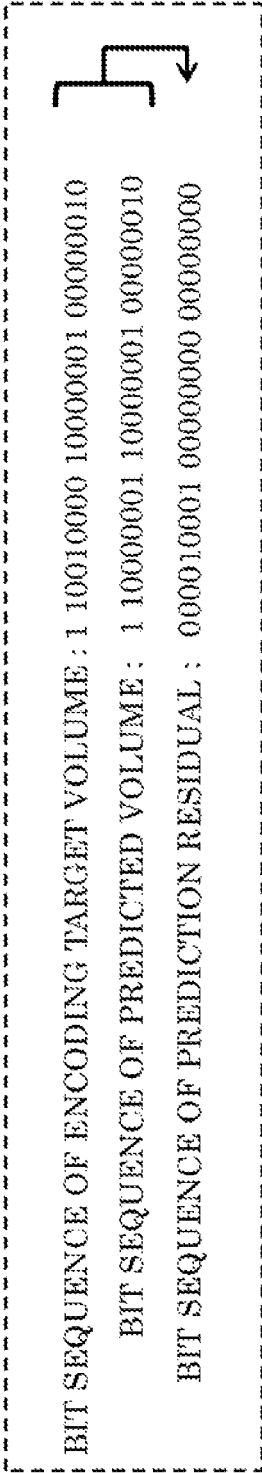 BIT SEQUENCE OF ENCODING TARGET VOLUME : 1 10010000 10000001 00000010
BIT SEQUENCE OF PREDICTED VOLUME : 1 10000001 10000001 00000010
BIT SEQUENCE OF PREDICTION RESIDUAL : 000010001 00000000 00000000